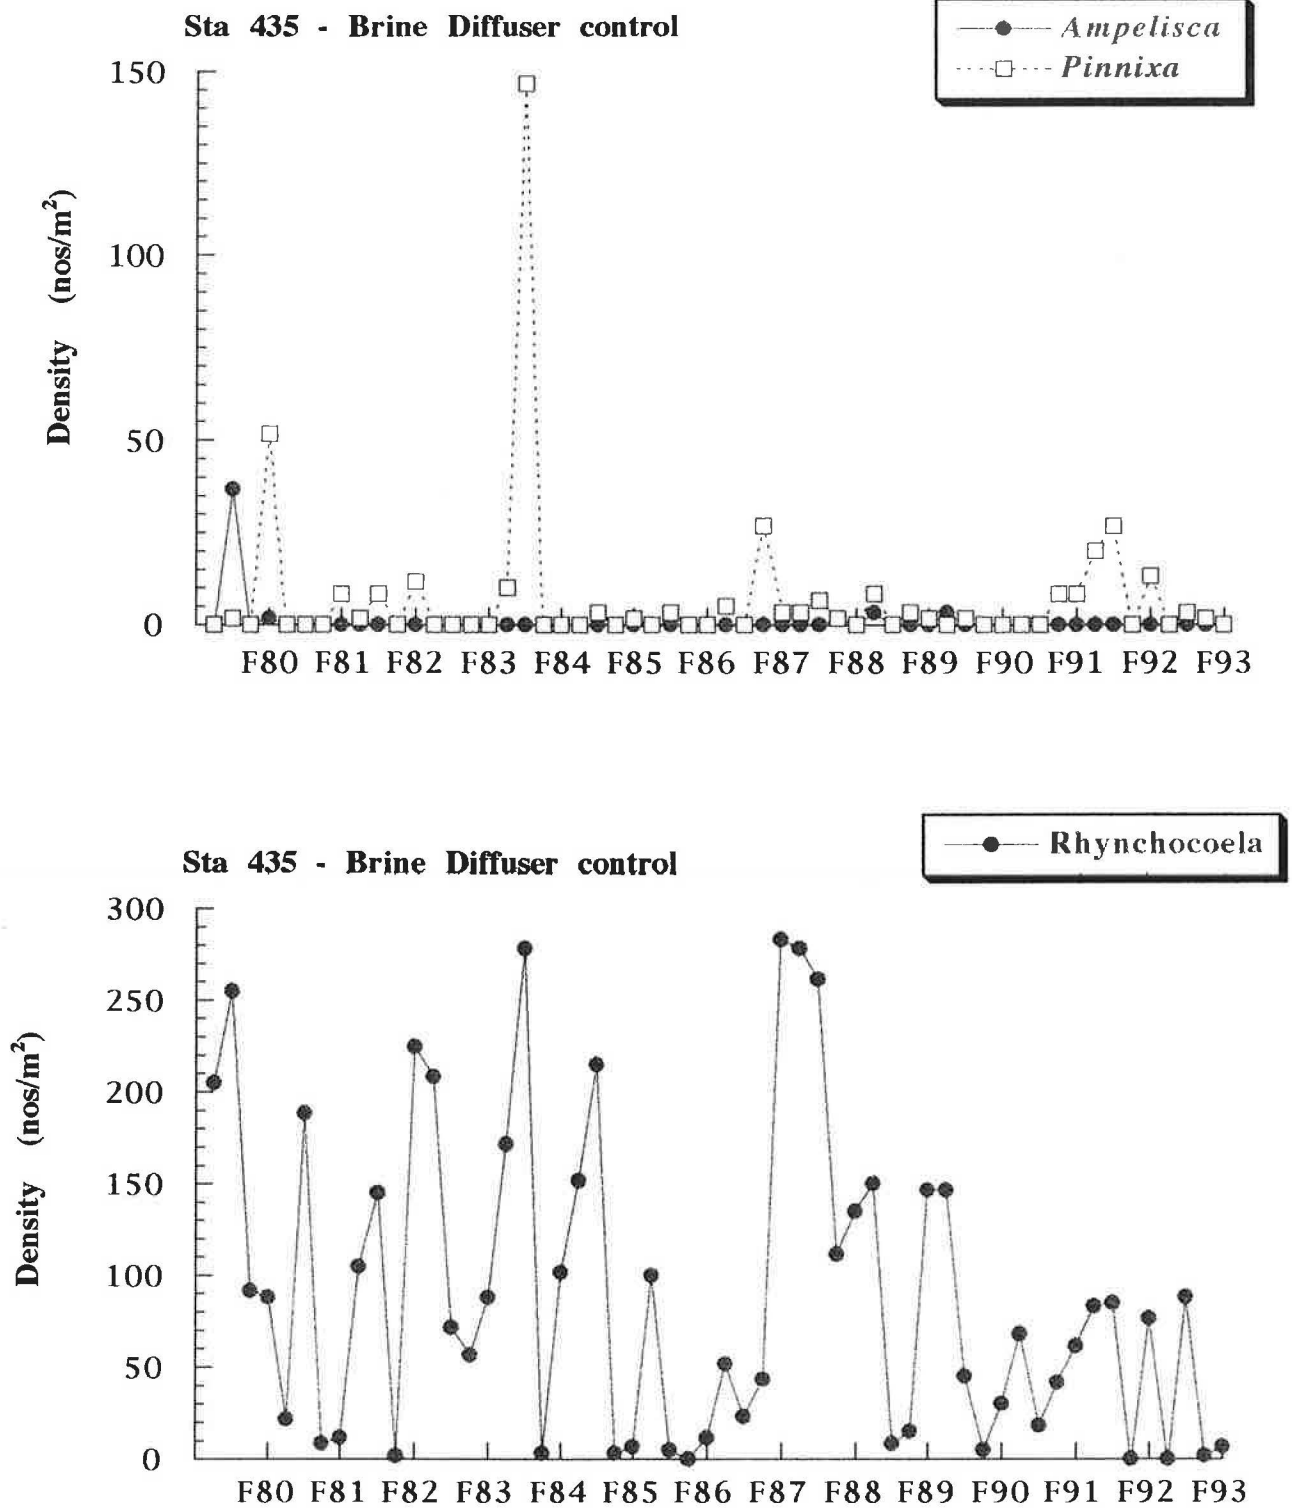 Sta 435 - Brine Diffuser control
Ampelisca
Pinnixa
150
100
50
0
Density (nos/m²)
F80 F81 F82 F83 F84 F85 F86 F87 F88 F89 F90 F91 F92 F93
Rhynchocoela
Sta 435 - Brine Diffuser control
300
250
200
150
100
50
0
Density (nos/m²)
F80 F81 F82 F83 F84 F85 F86 F87 F88 F89 F90 F91 F92 F93